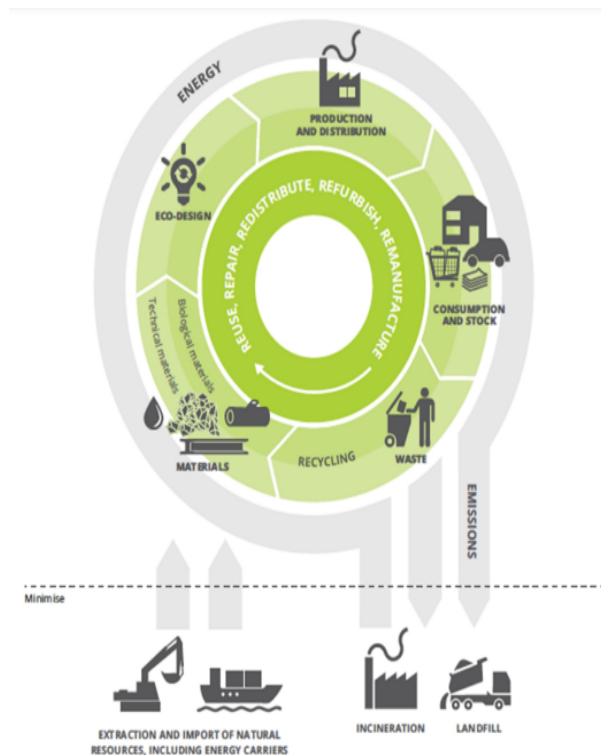 ENERGY
PRODUCTION
AND DISTRIBUTION
ECO-DESIGN
REUSE, REPAIR, REDISTRIBUTE, REFURBISH, REMANUFACTURE
CONSUMPTION
AND STOCK
Technical materials
Biological materials
MATERIALS
RECYCLING
WASTE
EMISSIONS
Minimise
EXTRACTION AND IMPORT OF NATURAL
RESOURCES, INCLUDING ENERGY CARRIERS
INCINERATION
LANDFILL